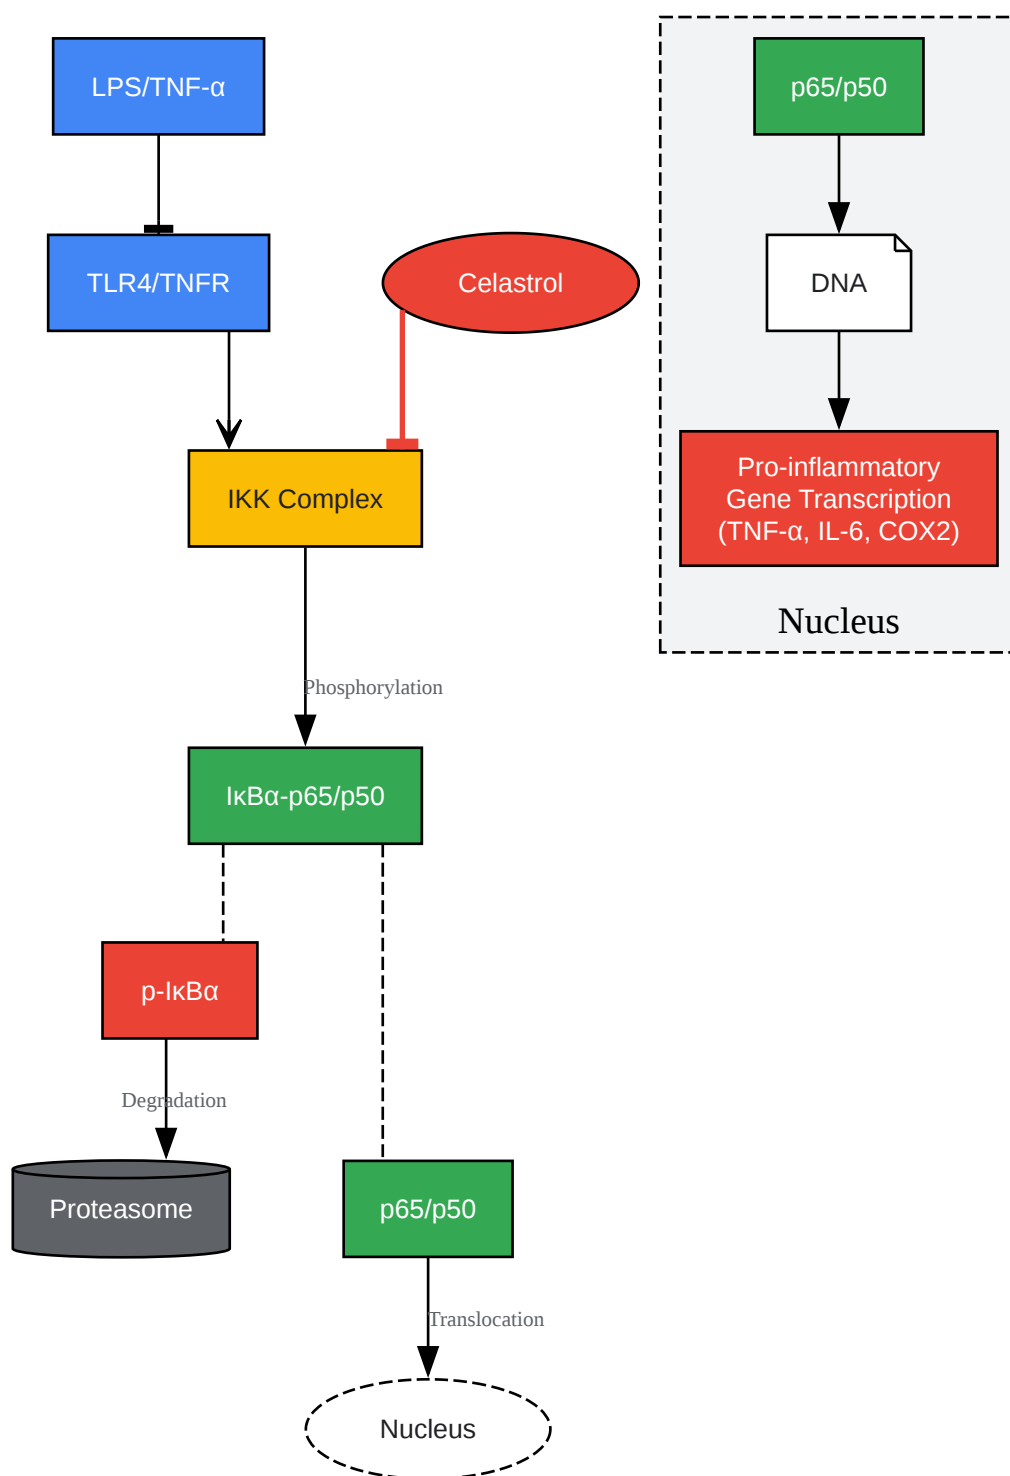 LPS/TNF-α
TLR4/TNFR
Celastrol
IKK Complex
Phosphorylation
IκBα-p65/p50
p-IκBα
Degradation
Proteasome
p65/p50
Translocation
Nucleus
p65/p50
DNA
Pro-inflammatory
Gene Transcription
(TNF-α, IL-6, COX2)
Nucleus